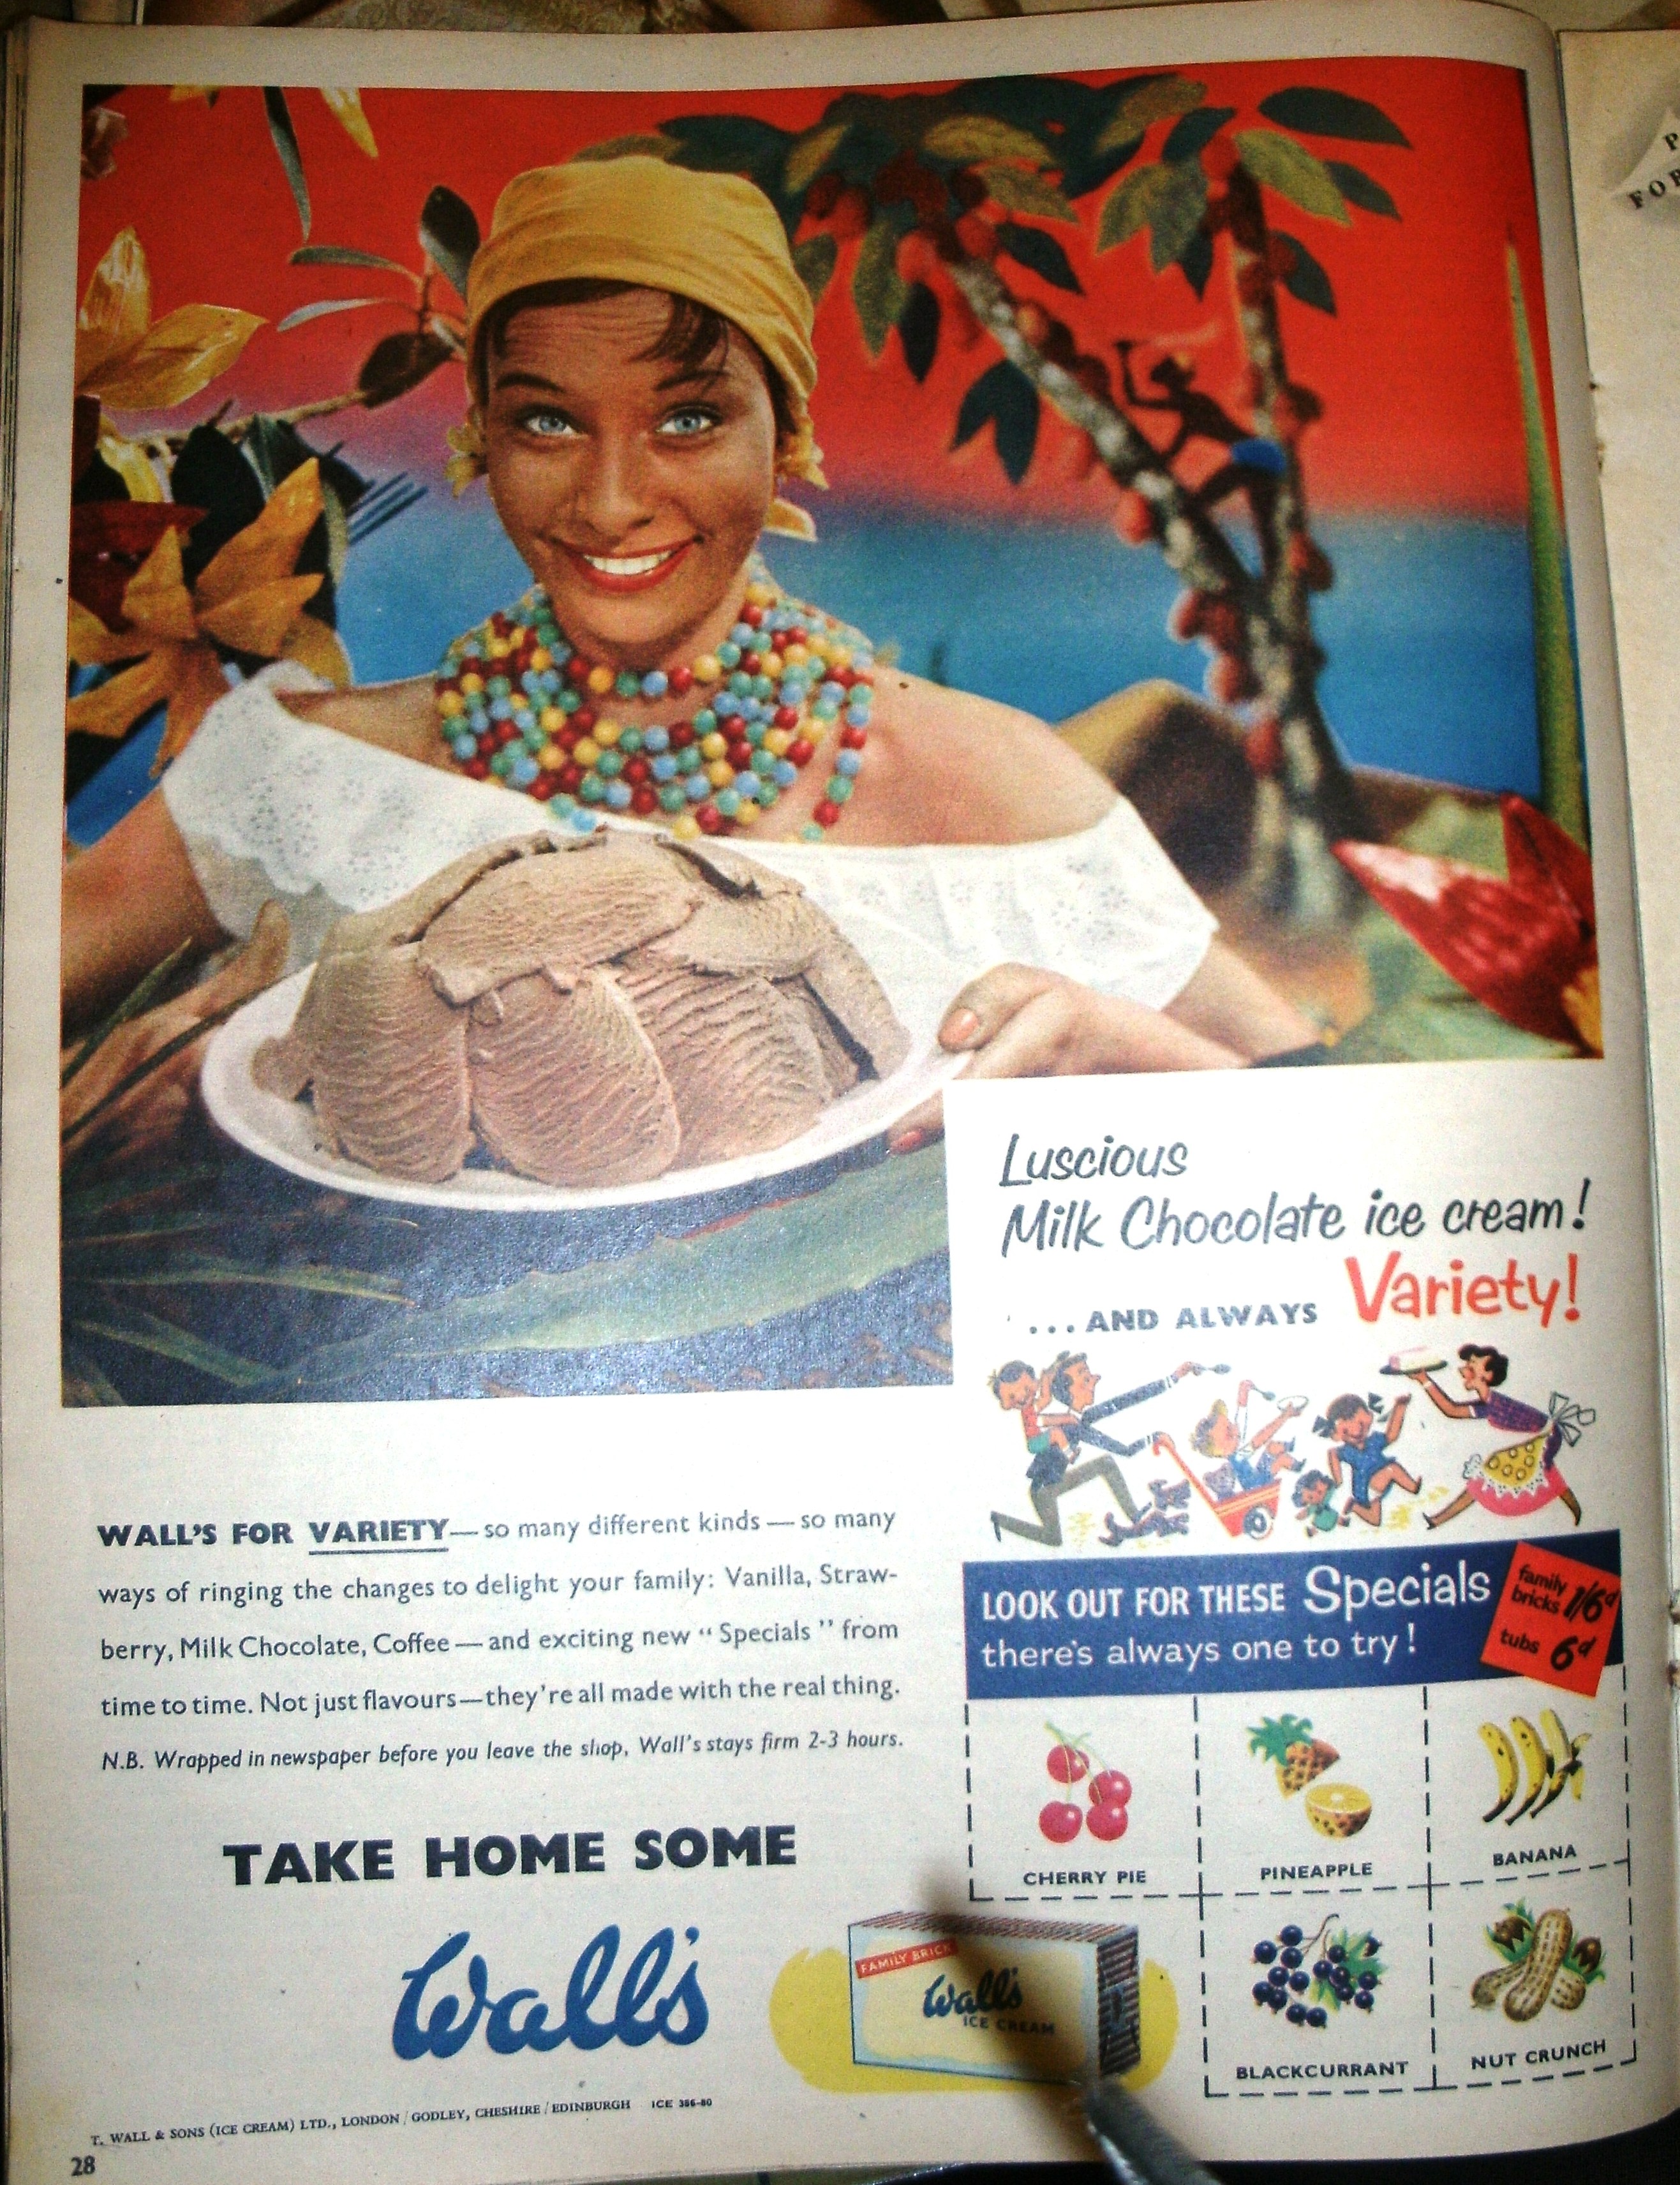 Luscious
Milk Chocolate ice cream!
...AND ALWAYS Variety!
WALL'S FOR VARIETY—so many different kinds—so many
ways of ringing the changes to delight your family: Vanilla, Straw-
berry, Milk Chocolate, Coffee—and exciting new "Specials" from
time to time. Not just flavours—they're all made with the real thing.
N.B. Wrapped in newspaper before you leave the shop, Wall's stays firm 2-3 hours.
TAKE HOME SOME
Wall's
FAMILY BRICK
Wall's
ICE CREAM
LOOK OUT FOR THESE Specials
there's always one to try!
family
bricks 1/6d
tubs 6d
CHERRY PIE
PINEAPPLE
BANANA
BLACKCURRANT
NUT CRUNCH
T. WALL & SONS (ICE CREAM) LTD., LONDON / GODLEY, CHESHIRE / EDINBURGH ICE 386-80
28